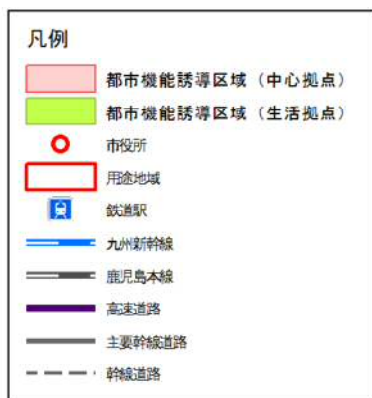 凡例
都市機能誘導区域（中心拠点）
都市機能誘導区域（生活拠点）
市役所
用途地域
鉄道駅
九州新幹線
鹿児島本線
高速道路
主要幹線道路
幹線道路